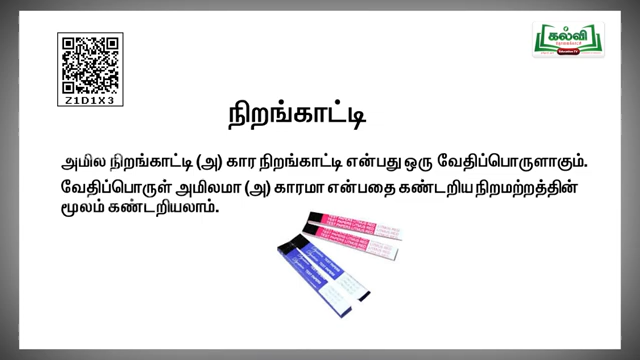 Z1D1X3
கல்வி
நிறங்காட்டி
அமில நிறங்காட்டி (அ) கார நிறங்காட்டி என்பது ஒரு வேதிப்பொருளாகும்.
வேதிப்பொருள் அமிலமா (அ) காரமா என்பதை கண்டறிய நிறமற்றத்தின்
மூலம் கண்டறியலாம்.